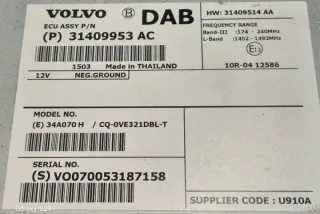 VOLVO B DAB
HW: 31409514 AA
ECU ASSY P/N
(P) 31409953 AC
FREQUENCY RANGE
Band-III :174 - 240MHz
L-Band :1452 - 1492MHz
E13
1503 Made in THAILAND
10R-04 12586
12V NEG.GROUND
MODEL NO.
(E) 34A070 H / CQ-0VE321DBL-T
SERIAL NO.
(S) VO070053187158
SUPPLIER CODE : U910A
Galaxy A24